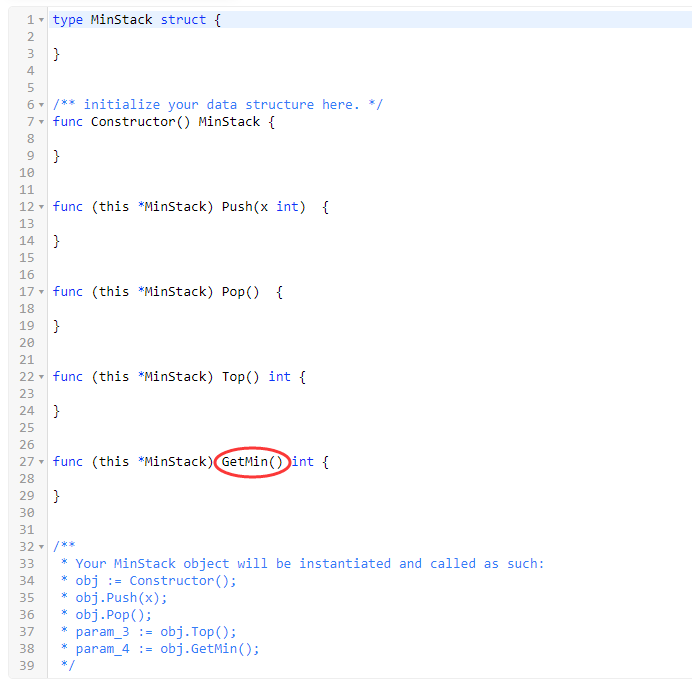 1 type MinStack struct {
2
3 }
4
5
6 /** initialize your data structure here. */
7 func Constructor() MinStack {
8
9 }
10
11
12 func (this *MinStack) Push(x int)  {
13
14 }
15
16
17 func (this *MinStack) Pop()  {
18
19 }
20
21
22 func (this *MinStack) Top() int {
23
24 }
25
26
27 func (this *MinStack) GetMin() int {
28
29 }
30
31
32 /**
33  * Your MinStack object will be instantiated and called as such:
34  * obj := Constructor();
35  * obj.Push(x);
36  * obj.Pop();
37  * param_3 := obj.Top();
38  * param_4 := obj.GetMin();
39  */